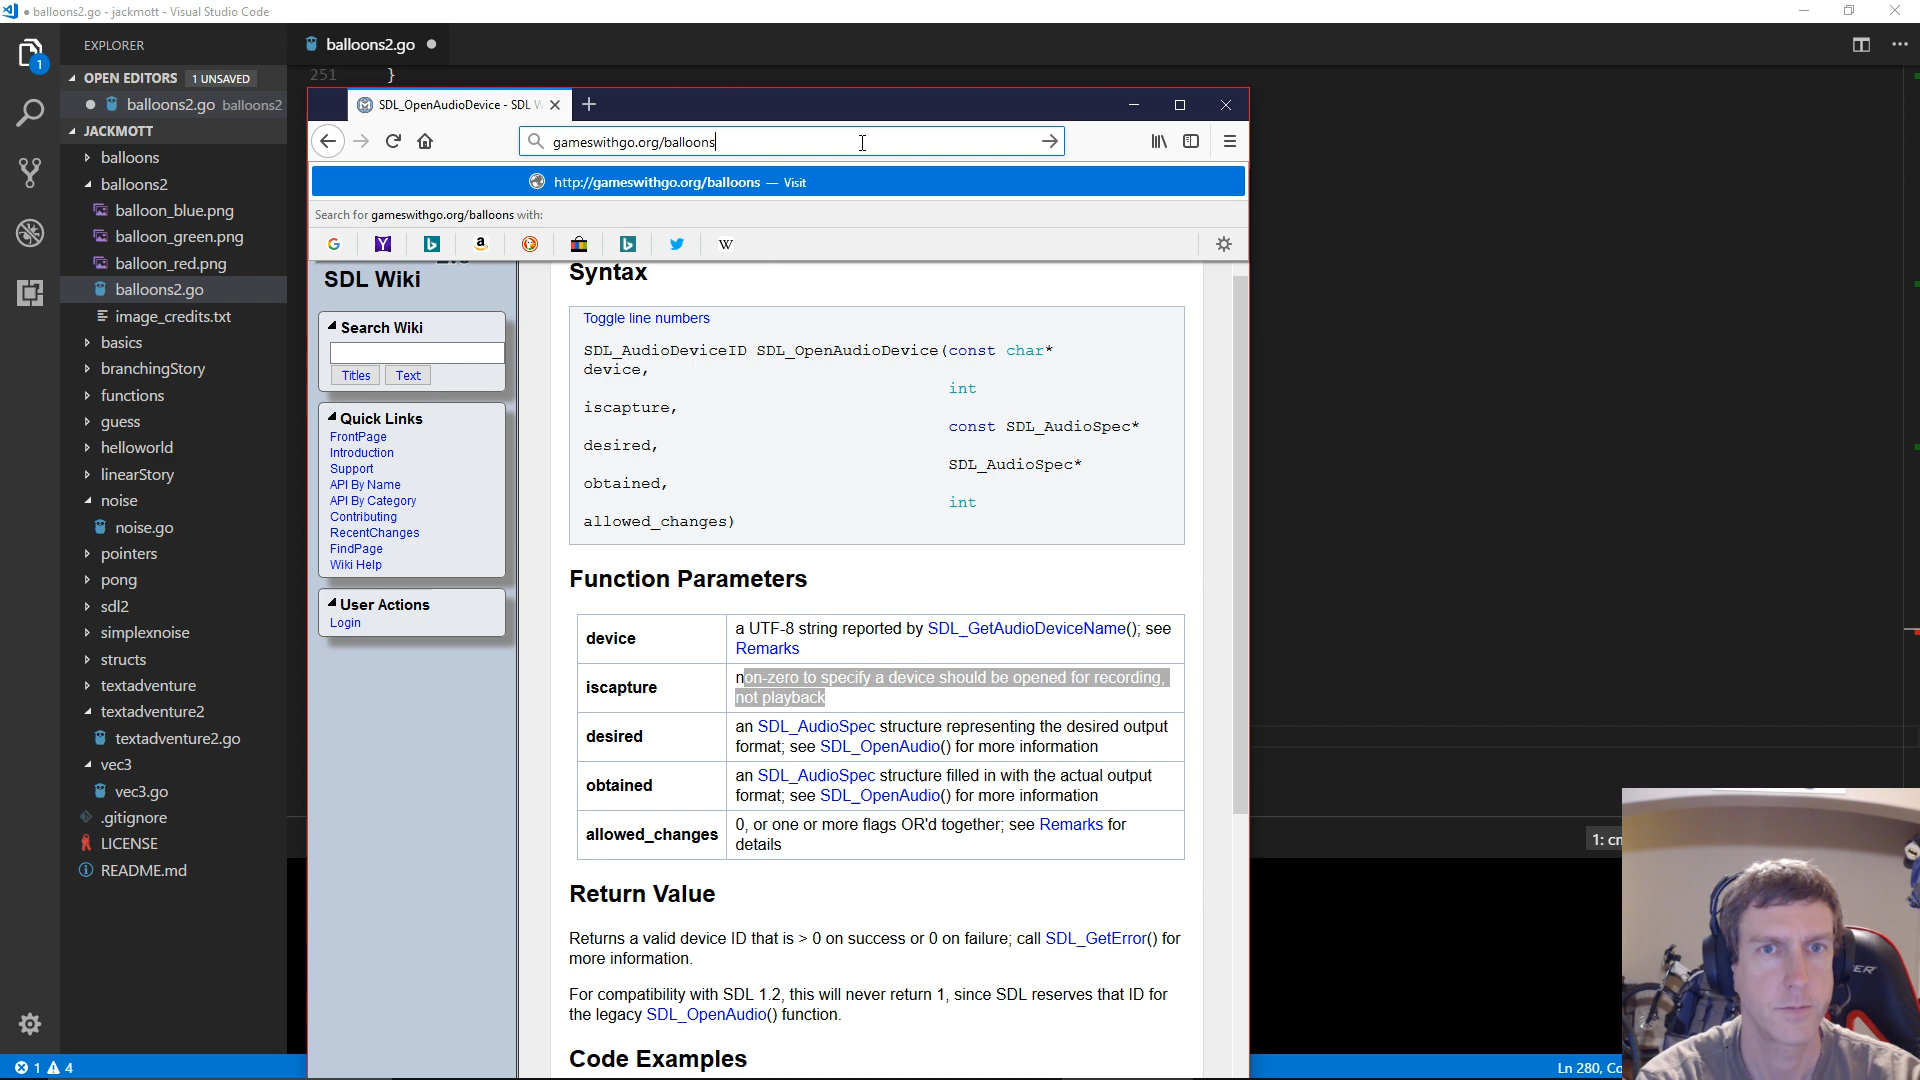 balloons2.go - jackmott - Visual Studio Code
EXPLORER
balloons2.go
OPEN EDITORS 1 UNSAVED
251 }
balloons2.go balloons2
SDL_OpenAudioDevice - SDL W
JACKMOTT
gameswithgo.org/balloons
balloons
http://gameswithgo.org/balloons — Visit
balloons2
balloon_blue.png
Search for gameswithgo.org/balloons with:
balloon_green.png
balloon_red.png
balloons2.go
image_credits.txt
basics
branchingStory
functions
guess
helloworld
linearStory
noise
noise.go
pointers
pong
sdl2
simplexnoise
structs
textadventure
textadventure2
textadventure2.go
vec3
vec3.go
.gitignore
LICENSE
README.md
SDL Wiki
Search Wiki
Titles Text
Quick Links
FrontPage
Introduction
Support
API By Name
API By Category
Contributing
RecentChanges
FindPage
Wiki Help
User Actions
Login
Syntax
Toggle line numbers
SDL_AudioDeviceID SDL_OpenAudioDevice(const char*
device,
int
iscapture,
const SDL_AudioSpec*
desired,
SDL_AudioSpec*
obtained,
int
allowed_changes)
Function Parameters
device
a UTF-8 string reported by SDL_GetAudioDeviceName(); see
Remarks
iscapture
non-zero to specify a device should be opened for recording,
not playback
desired
an SDL_AudioSpec structure representing the desired output
format; see SDL_OpenAudio() for more information
obtained
an SDL_AudioSpec structure filled in with the actual output
format; see SDL_OpenAudio() for more information
allowed_changes
0, or one or more flags OR'd together; see Remarks for
details
Return Value
Returns a valid device ID that is > 0 on success or 0 on failure; call SDL_GetError() for
more information.
For compatibility with SDL 1.2, this will never return 1, since SDL reserves that ID for
the legacy SDL_OpenAudio() function.
Code Examples
1
1 4
Ln 280, Co